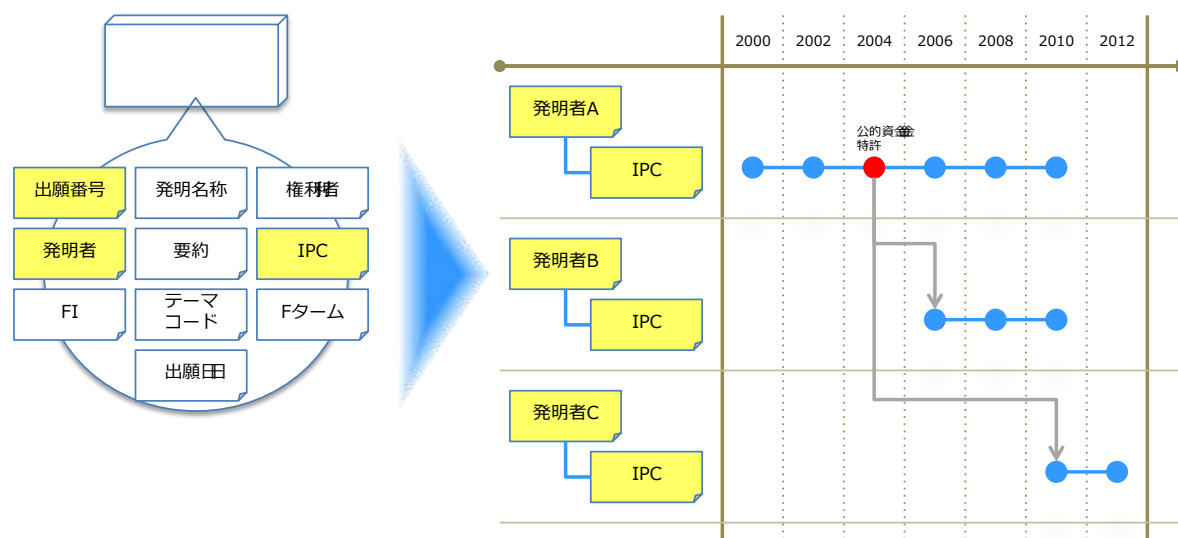 出願番号
発明名称
権利者
発明者
要約
IPC
FI
テーマ
コード
Fターム
出願日
2000 2002 2004 2006 2008 2010 2012
発明者A
IPC
公的資金
特許
発明者B
IPC
発明者C
IPC